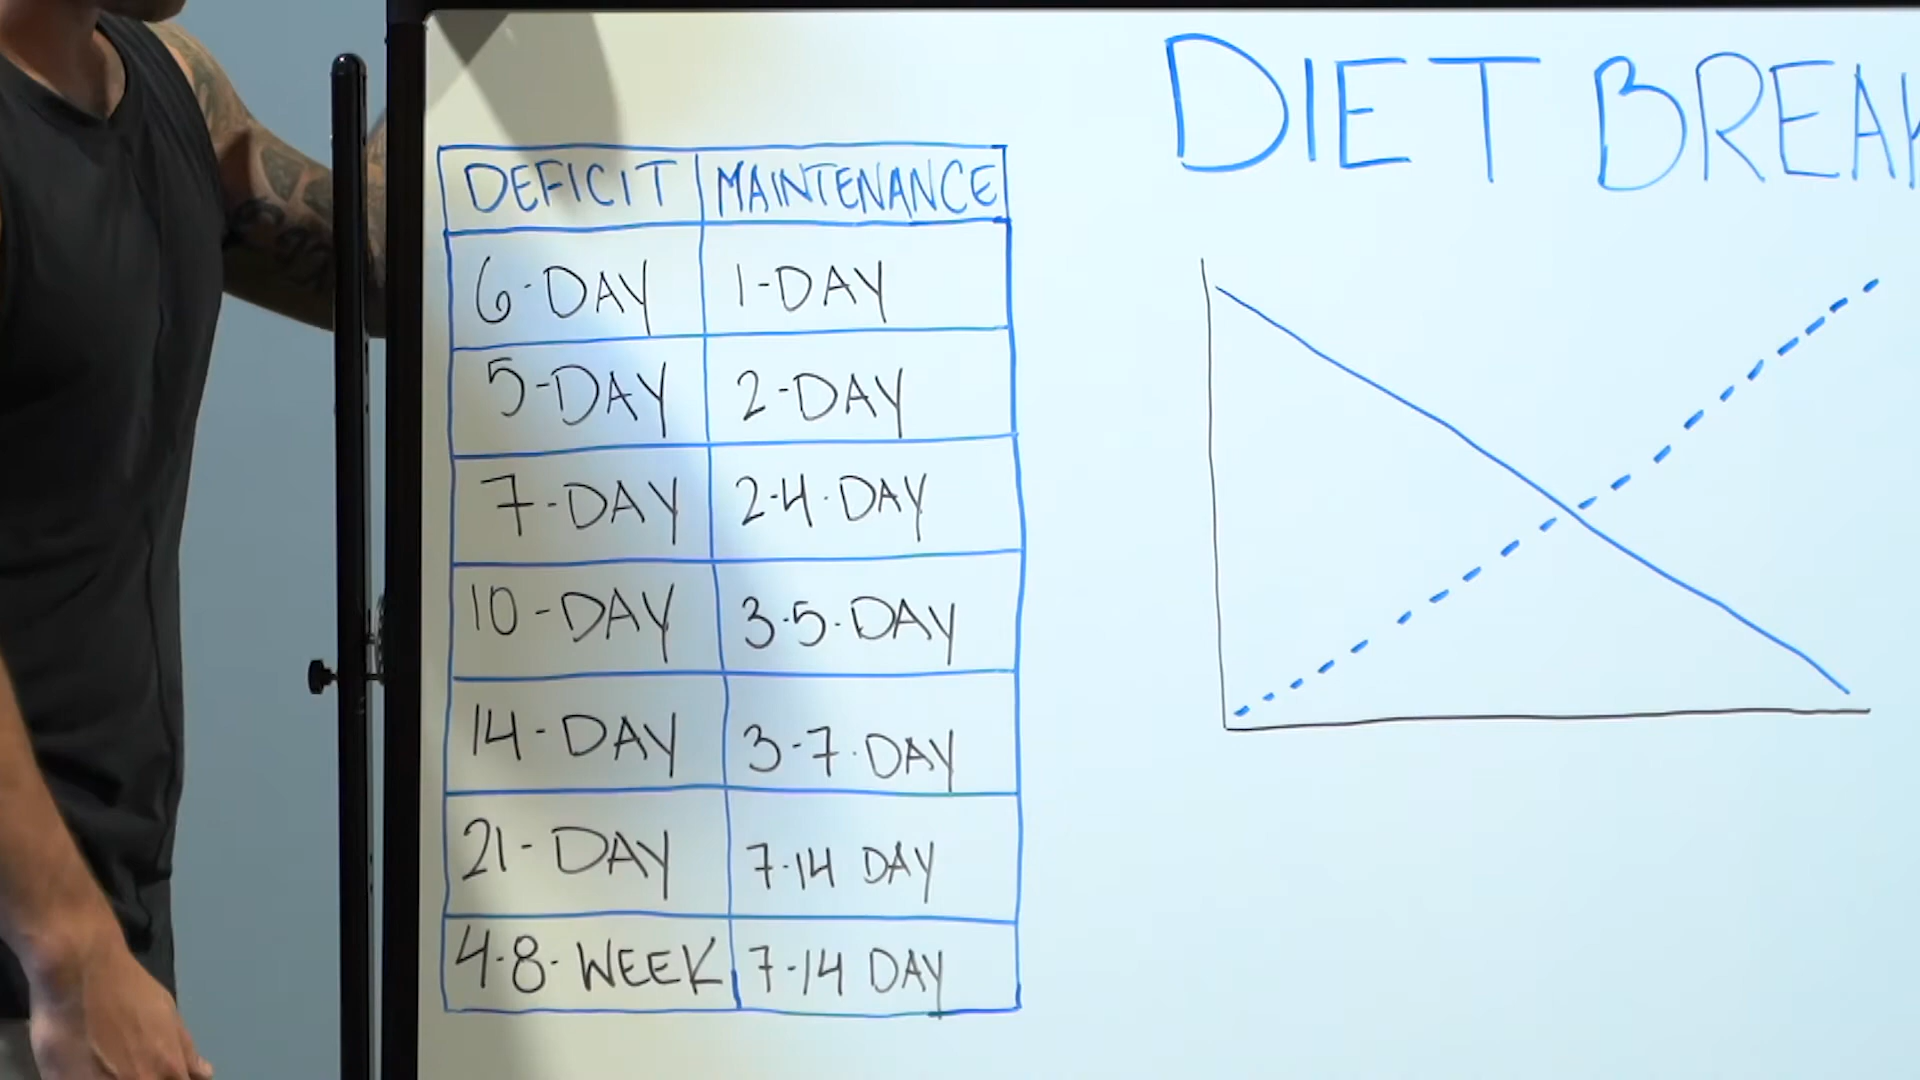 DIET BREAK
DEFICIT MAINTENANCE
6-DAY 1-DAY
5-DAY 2-DAY
7-DAY 2-4-DAY
10-DAY 3-5-DAY
14-DAY 3-7-DAY
21-DAY 7-14 DAY
4-8-WEEK 7-14 DAY